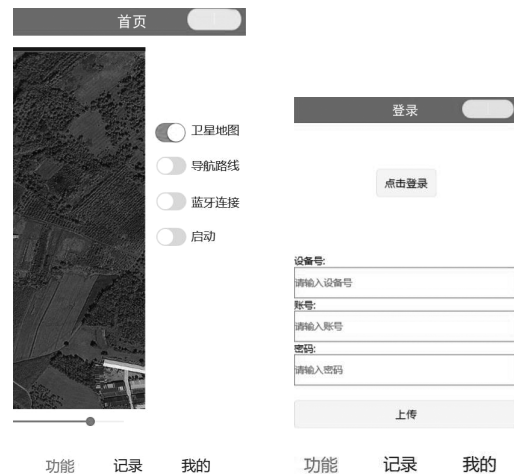 首页
卫星地图
导航路线
蓝牙连接
启动
功能 记录 我的
登录
点击登录
设备号:
请输入设备号
账号:
请输入账号
密码:
请输入密码
上传
功能 记录 我的